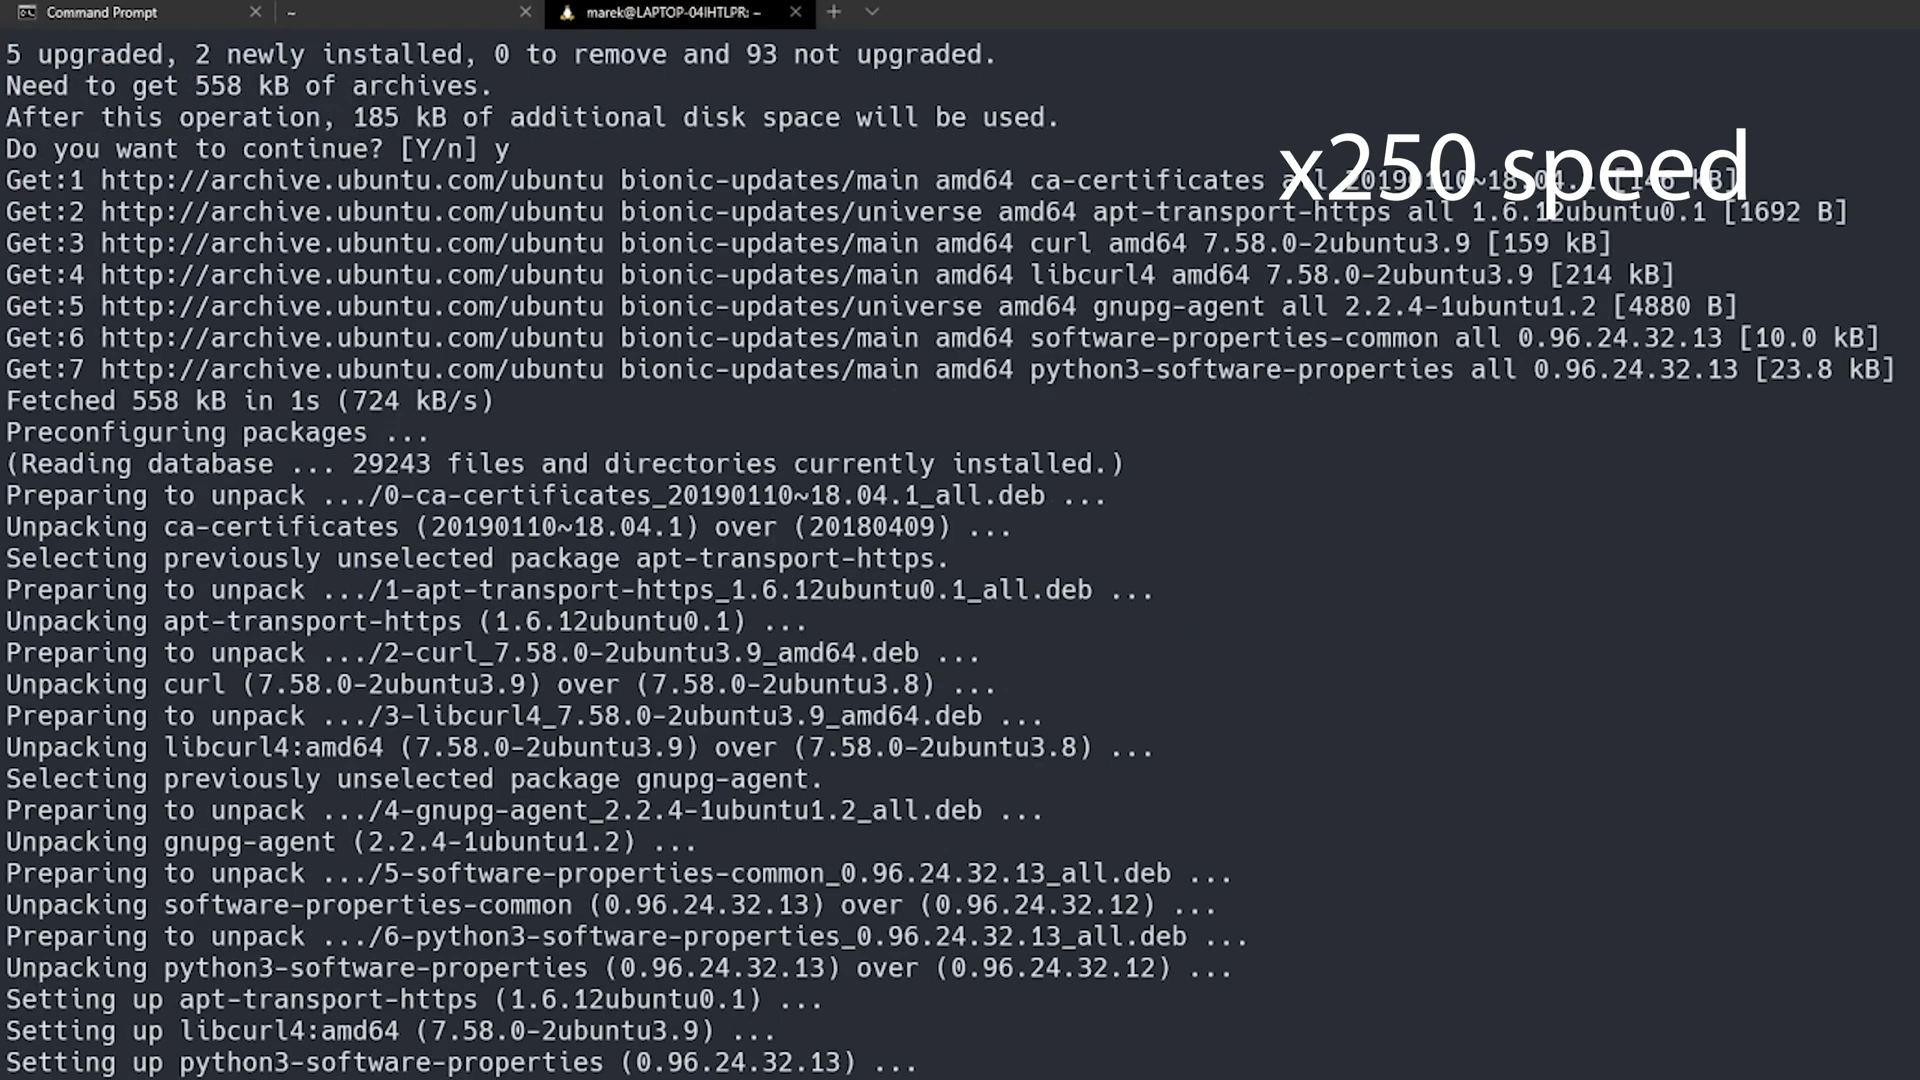 Command Prompt
~
marek@LAPTOP-04IHTLPR: ~
5 upgraded, 2 newly installed, 0 to remove and 93 not upgraded.
Need to get 558 kB of archives.
After this operation, 185 kB of additional disk space will be used.
Do you want to continue? [Y/n] y
x250 speed
Get:1 http://archive.ubuntu.com/ubuntu bionic-updates/main amd64 ca-certificates all 20190110~18.04.1 [146 kB]
Get:2 http://archive.ubuntu.com/ubuntu bionic-updates/universe amd64 apt-transport-https all 1.6.12ubuntu0.1 [1692 B]
Get:3 http://archive.ubuntu.com/ubuntu bionic-updates/main amd64 curl amd64 7.58.0-2ubuntu3.9 [159 kB]
Get:4 http://archive.ubuntu.com/ubuntu bionic-updates/main amd64 libcurl4 amd64 7.58.0-2ubuntu3.9 [214 kB]
Get:5 http://archive.ubuntu.com/ubuntu bionic-updates/universe amd64 gnupg-agent all 2.2.4-1ubuntu1.2 [4880 B]
Get:6 http://archive.ubuntu.com/ubuntu bionic-updates/main amd64 software-properties-common all 0.96.24.32.13 [10.0 kB]
Get:7 http://archive.ubuntu.com/ubuntu bionic-updates/main amd64 python3-software-properties all 0.96.24.32.13 [23.8 kB]
Fetched 558 kB in 1s (724 kB/s)
Preconfiguring packages ...
(Reading database ... 29243 files and directories currently installed.)
Preparing to unpack .../0-ca-certificates_20190110~18.04.1_all.deb ...
Unpacking ca-certificates (20190110~18.04.1) over (20180409) ...
Selecting previously unselected package apt-transport-https.
Preparing to unpack .../1-apt-transport-https_1.6.12ubuntu0.1_all.deb ...
Unpacking apt-transport-https (1.6.12ubuntu0.1) ...
Preparing to unpack .../2-curl_7.58.0-2ubuntu3.9_amd64.deb ...
Unpacking curl (7.58.0-2ubuntu3.9) over (7.58.0-2ubuntu3.8) ...
Preparing to unpack .../3-libcurl4_7.58.0-2ubuntu3.9_amd64.deb ...
Unpacking libcurl4:amd64 (7.58.0-2ubuntu3.9) over (7.58.0-2ubuntu3.8) ...
Selecting previously unselected package gnupg-agent.
Preparing to unpack .../4-gnupg-agent_2.2.4-1ubuntu1.2_all.deb ...
Unpacking gnupg-agent (2.2.4-1ubuntu1.2) ...
Preparing to unpack .../5-software-properties-common_0.96.24.32.13_all.deb ...
Unpacking software-properties-common (0.96.24.32.13) over (0.96.24.32.12) ...
Preparing to unpack .../6-python3-software-properties_0.96.24.32.13_all.deb ...
Unpacking python3-software-properties (0.96.24.32.13) over (0.96.24.32.12) ...
Setting up apt-transport-https (1.6.12ubuntu0.1) ...
Setting up libcurl4:amd64 (7.58.0-2ubuntu3.9) ...
Setting up python3-software-properties (0.96.24.32.13) ...